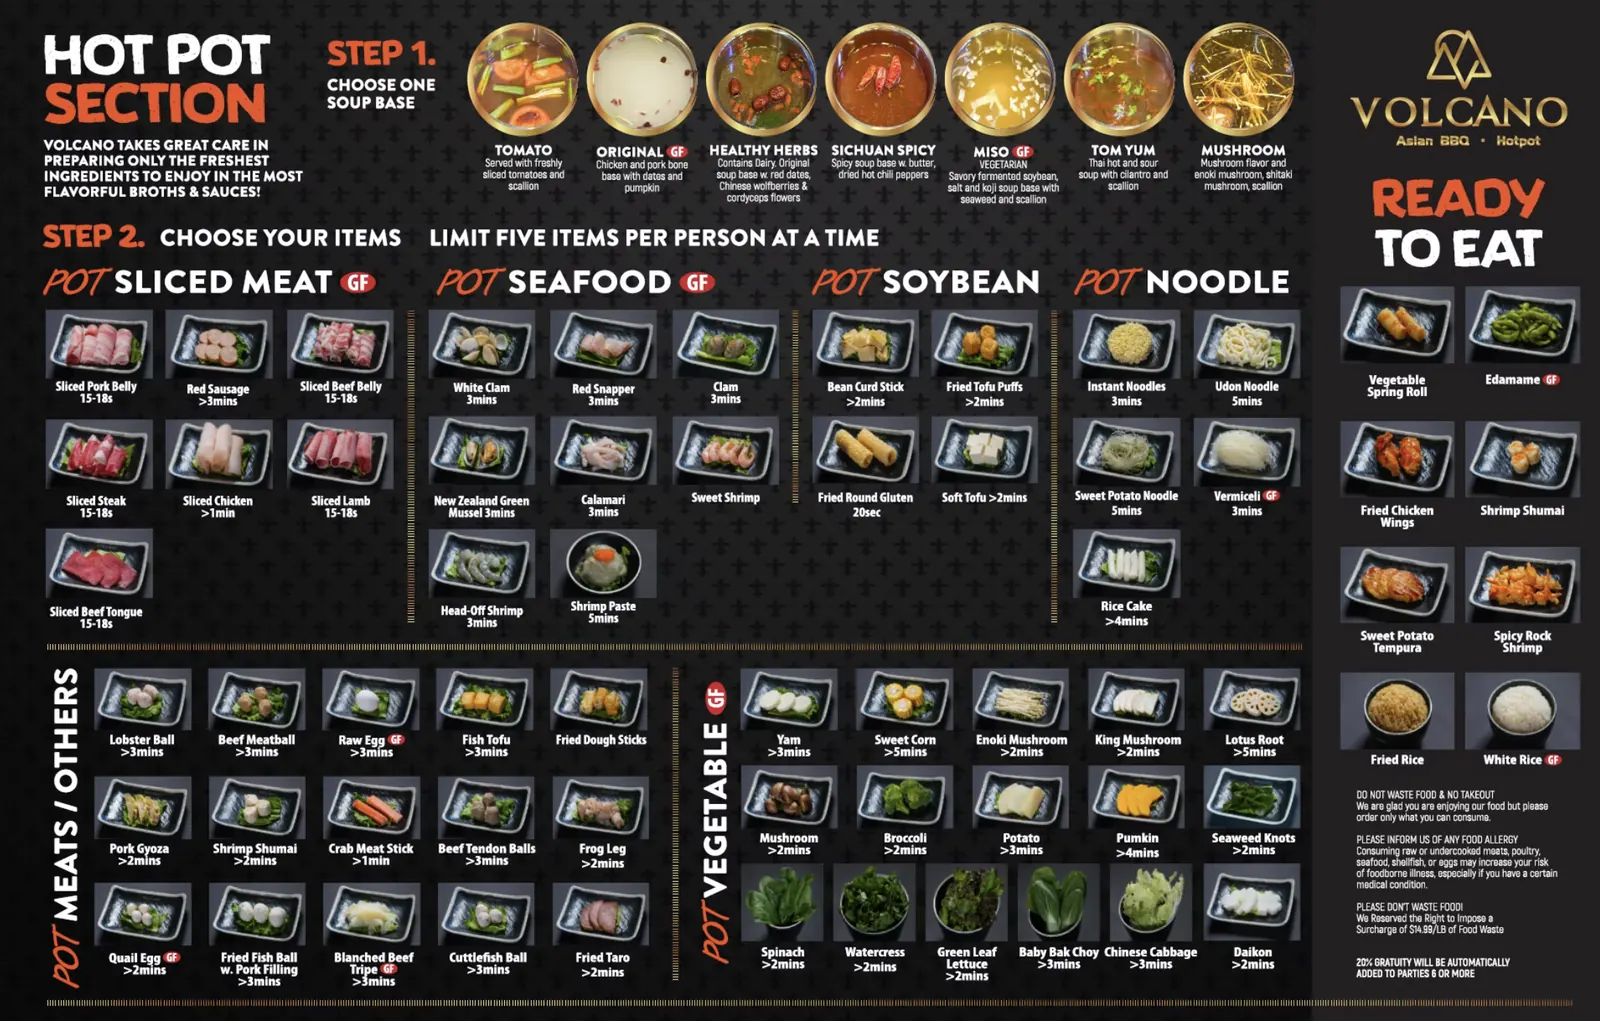 HOT POT
SECTION
VOLCANO TAKES GREAT CARE IN
PREPARING ONLY THE FRESHEST
INGREDIENTS TO ENJOY IN THE MOST
FLAVORFUL BROTHS & SAUCES!
STEP 1.
CHOOSE ONE
SOUP BASE
TOMATO
Served with freshly
sliced tomatoes and
scallion
ORIGINAL GF
Chicken and pork bone
base with dates and
pumpkin
HEALTHY HERBS
Contains Dairy. Original
soup base w. red dates,
Chinese wolfberries &
cordyceps flowers
SICHUAN SPICY
Spicy soup base w. butter,
dried hot chili peppers
MISO GF
VEGETARIAN
Savory fermented soybean,
salt and koji soup base with
seaweed and scallion
TOM YUM
Thai hot and sour
soup with cilantro and
scallion
MUSHROOM
Mushroom flavor and
enoki mushroom, shitaki
mushroom, scallion
STEP 2. CHOOSE YOUR ITEMS LIMIT FIVE ITEMS PER PERSON AT A TIME
POT SLICED MEAT GF
Sliced Pork Belly
15-18s
Red Sausage
>3mins
Sliced Beef Belly
15-18s
Sliced Steak
15-18s
Sliced Chicken
>1min
Sliced Lamb
15-18s
Sliced Beef Tongue
15-18s
POT SEAFOOD GF
White Clam
3mins
Red Snapper
3mins
Clam
3mins
New Zealand Green
Mussel 3mins
Calamari
3mins
Sweet Shrimp
Head-Off Shrimp
3mins
Shrimp Paste
5mins
POT SOYBEAN
Bean Curd Stick
>2mins
Fried Tofu Puffs
>2mins
Fried Round Gluten
20sec
Soft Tofu >2mins
POT NOODLE
Instant Noodles
3mins
Udon Noodle
5mins
Sweet Potato Noodle
5mins
Vermiceli GF
3mins
Rice Cake
>4mins
POT MEATS / OTHERS
Lobster Ball
>3mins
Beef Meatball
>3mins
Raw Egg GF
>3mins
Fish Tofu
>3mins
Fried Dough Sticks
Pork Gyoza
>2mins
Shrimp Shumai
>2mins
Crab Meat Stick
>1min
Beef Tendon Balls
>3mins
Frog Leg
>2mins
Quail Egg GF
>2mins
Fried Fish Ball
w. Pork Filling
>3mins
Blanched Beef
Tripe GF
>3mins
Cuttlefish Ball
>3mins
Fried Taro
>2mins
POT VEGETABLE GF
Yam
>3mins
Sweet Corn
>5mins
Enoki Mushroom
>2mins
King Mushroom
>2mins
Lotus Root
>5mins
Mushroom
>2mins
Broccoli
>2mins
Potato
>3mins
Pumkin
>4mins
Seaweed Knots
>2mins
Spinach
>2mins
Watercress
>2mins
Green Leaf
Lettuce
>2mins
Baby Bak Choy
>3mins
Chinese Cabbage
>3mins
Daikon
>2mins
VOLCANO
Asian BBQ • Hotpot
READY
TO EAT
Vegetable
Spring Roll
Edamame GF
Fried Chicken
Wings
Shrimp Shumai
Sweet Potato
Tempura
Spicy Rock
Shrimp
Fried Rice
White Rice GF
DO NOT WASTE FOOD & NO TAKEOUT
We are glad you are enjoying our food but please
order only what you can consume.
PLEASE INFORM US OF ANY FOOD ALLERGY
Consuming raw or undercooked meats, poultry,
seafood, shellfish, or eggs may increase your risk
of foodborne illness, especially if you have a certain
medical condition.
PLEASE DON'T WASTE FOOD!
We Reserved the Right to Impose a
Surcharge of $14.99/LB of Food Waste
20% GRATUITY WILL BE AUTOMATICALLY
ADDED TO PARTIES 6 OR MORE